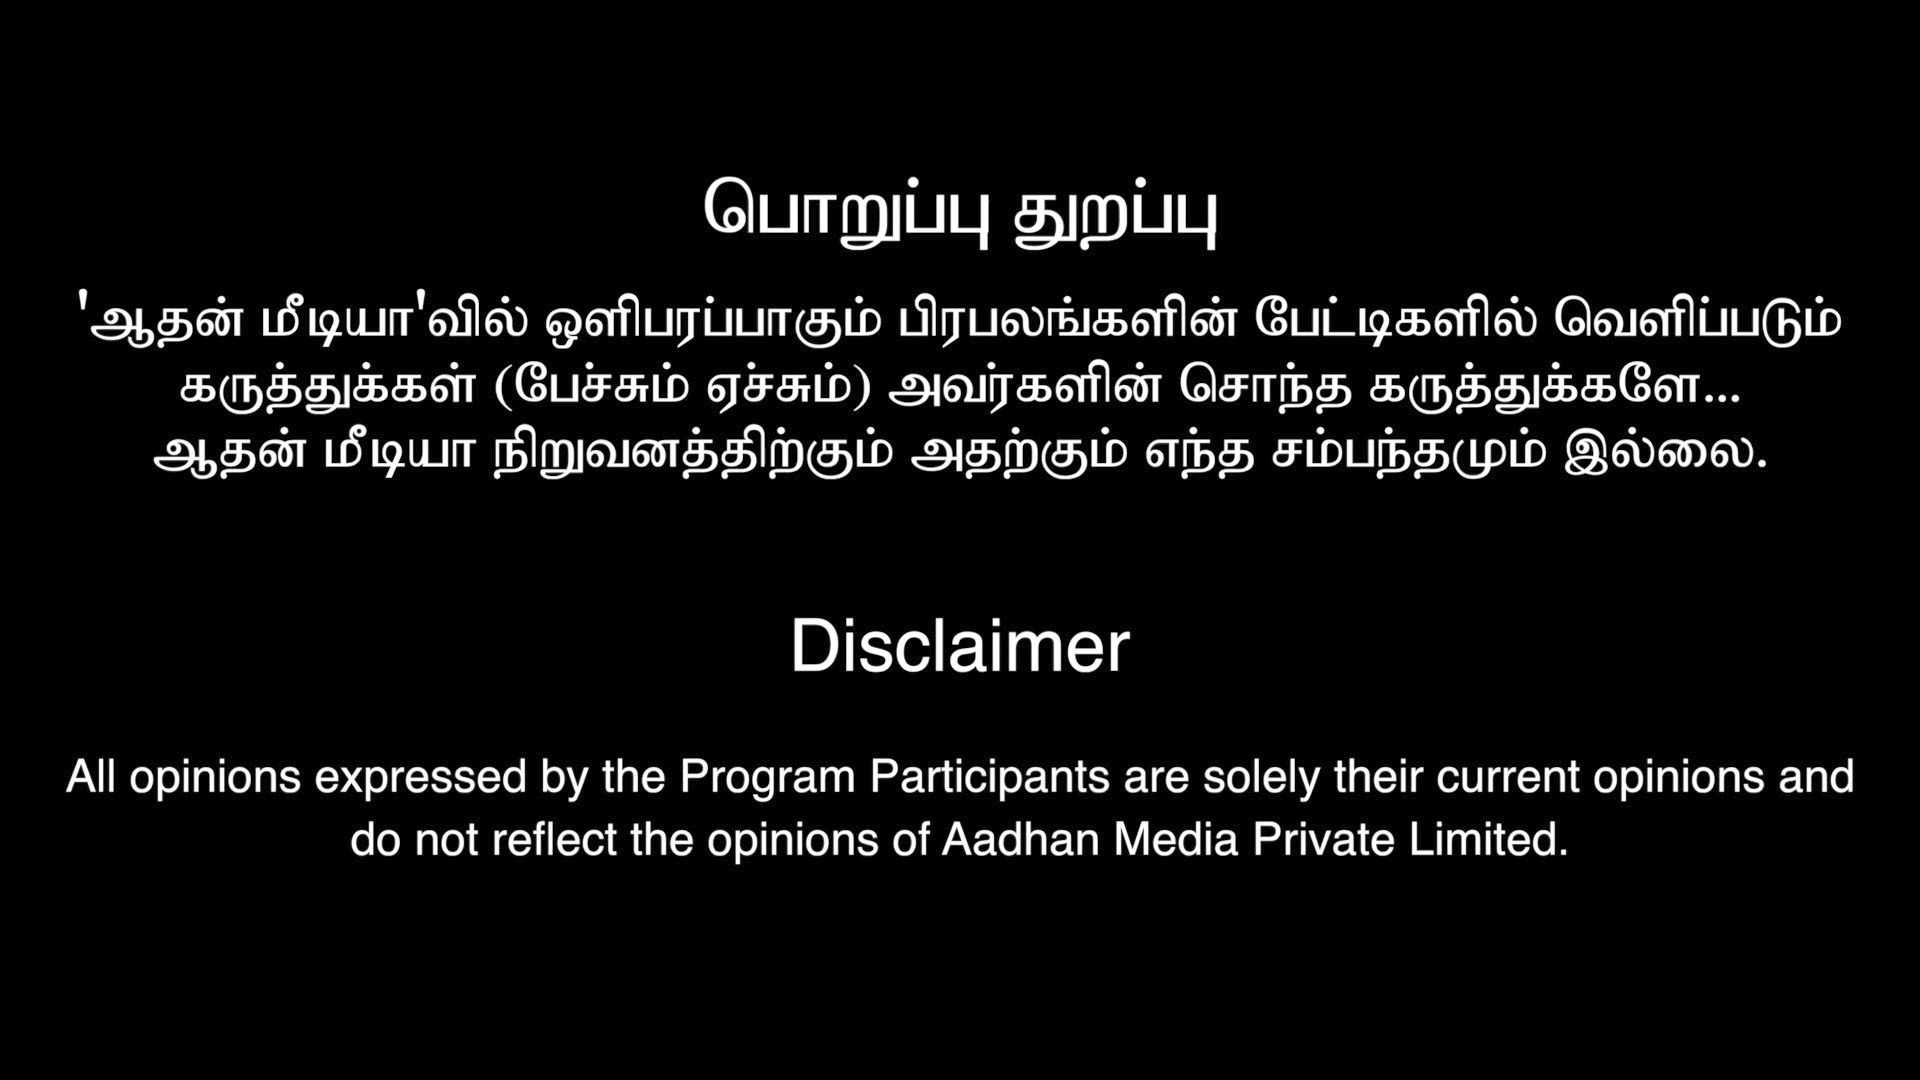 பொறுப்பு துறப்பு
'ஆதன் மீடியா'வில் ஒளிபரப்பாகும் பிரபலங்களின் பேட்டிகளில் வெளிப்படும்
கருத்துக்கள் (பேச்சும் ஏச்சும்) அவர்களின் சொந்த கருத்துக்களே...
ஆதன் மீடியா நிறுவனத்திற்கும் அதற்கும் எந்த சம்பந்தமும் இல்லை.
Disclaimer
All opinions expressed by the Program Participants are solely their current opinions and
do not reflect the opinions of Aadhan Media Private Limited.